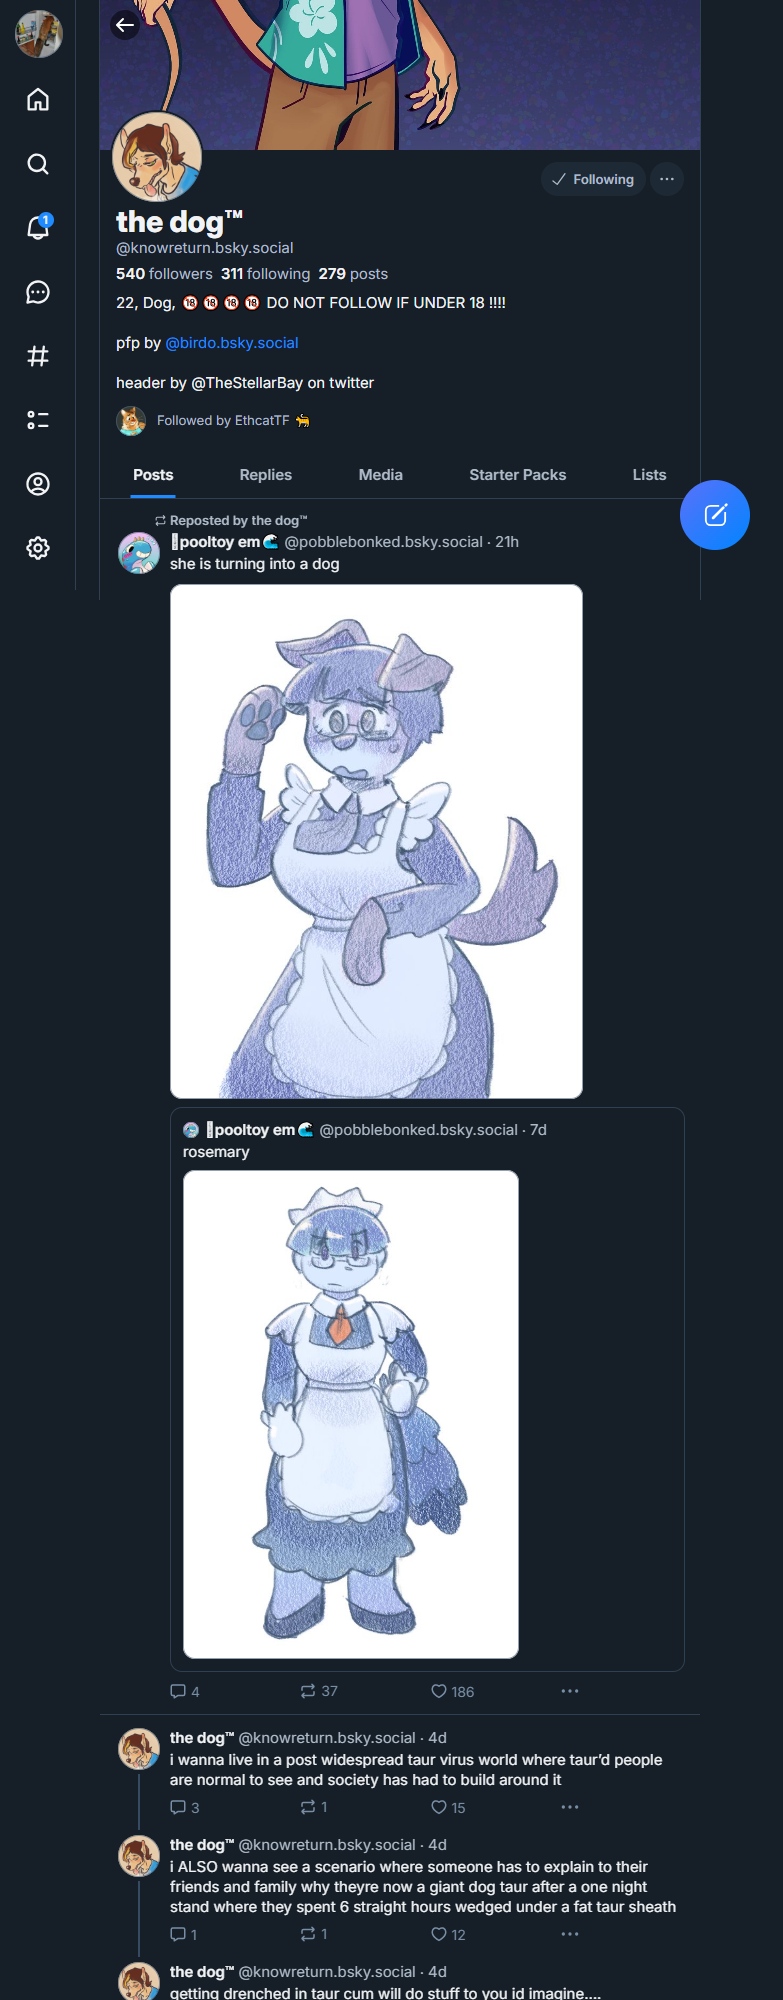 Following
the dog™
@knowreturn.bsky.social
540 followers 311 following 279 posts
22, Dog, 🔞🔞🔞🔞 DO NOT FOLLOW IF UNDER 18 !!!!
pfp by @birdo.bsky.social
header by @TheStellarBay on twitter
Followed by EthcatTF 🐈
Posts Replies Media Starter Packs Lists
1
Reposted by the dog™
pooltoy em🌊 @pobblebonked.bsky.social · 21h
she is turning into a dog
pooltoy em🌊 @pobblebonked.bsky.social · 7d
rosemary
4 37 186
the dog™ @knowreturn.bsky.social · 4d
i wanna live in a post widespread taur virus world where taur'd people
are normal to see and society has had to build around it
3 1 15
the dog™ @knowreturn.bsky.social · 4d
i ALSO wanna see a scenario where someone has to explain to their
friends and family why theyre now a giant dog taur after a one night
stand where they spent 6 straight hours wedged under a fat taur sheath
1 1 12
the dog™ @knowreturn.bsky.social · 4d
getting drenched in taur cum will do stuff to you id imagine....